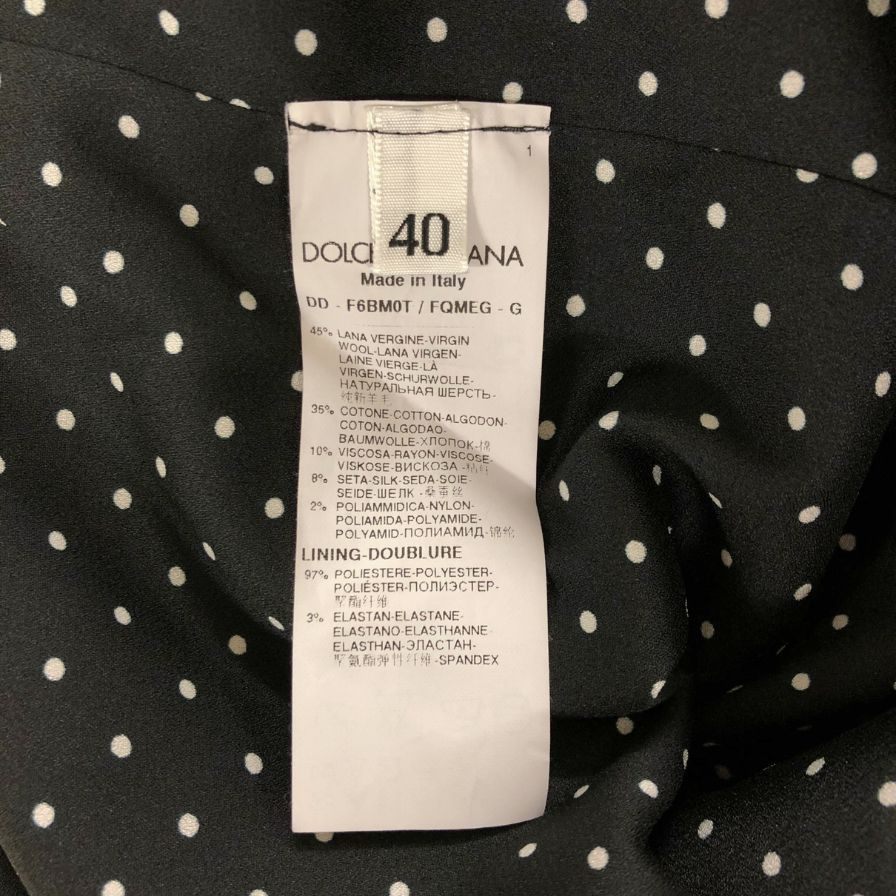 1
40
DOLC ANA
Made in Italy
DD - F6BM0T / FQMEG - G
45% LANA VERGINE-VIRGIN
WOOL-LANA VIRGEN-
LAINE VIERGE-LÀ
VIRGEN-SCHURWOLLE-
НАТУРАЛЬНАЯ ШЕРСТЬ-
纯新羊毛
35% COTONE-COTTON-ALGODON-
COTON-ALGODAO-
BAUMWOLLE-ХЛОПОК-棉
10% VISCOSA-RAYON-VISCOSE-
VISKOSE-ВИСКОЗА-粘纤
8% SETA-SILK-SEDA-SOIE-
SEIDE-ШЕЛК-桑蚕丝
2% POLIAMMIDICA-NYLON-
POLIAMIDA-POLYAMIDE-
POLYAMID-ПОЛИАМИД-锦纶
LINING-DOUBLURE
97% POLIESTERE-POLYESTER-
POLIÉSTER-ПОЛИЭСТЕР-
聚酯纤维
3% ELASTAN-ELASTANE-
ELASTANO-ELASTHANNE-
ELASTHAN-ЭЛАСТАН-
聚氨酯弹性纤维-SPANDEX